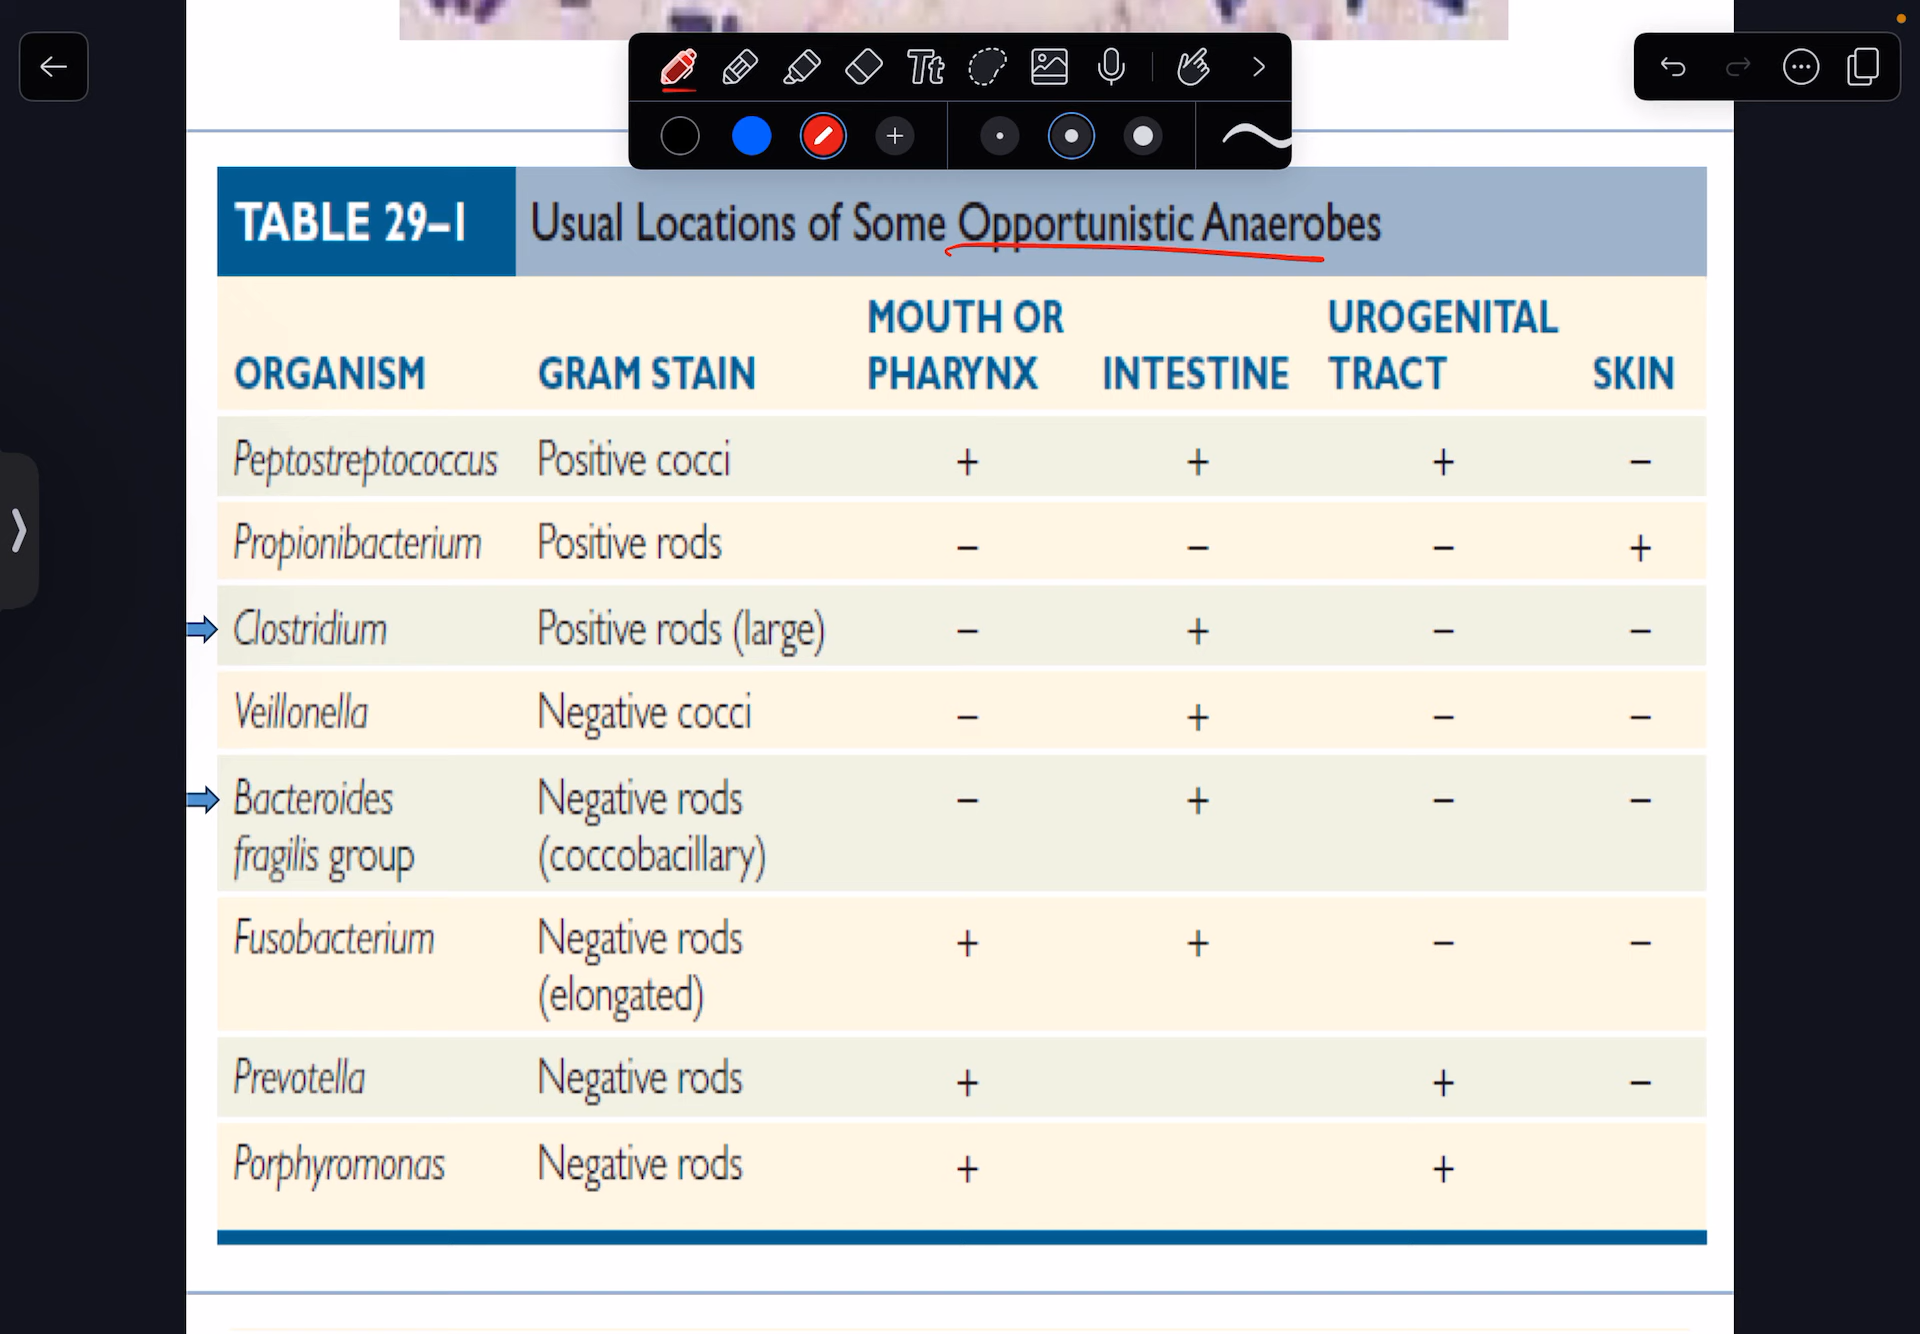 Tt
TABLE 29–1 Usual Locations of Some Opportunistic Anaerobes
ORGANISM GRAM STAIN MOUTH OR PHARYNX INTESTINE UROGENITAL TRACT SKIN
Peptostreptococcus Positive cocci + + + –
Propionibacterium Positive rods – – – +
Clostridium Positive rods (large) – + – –
Veillonella Negative cocci – + – –
Bacteroides fragilis group Negative rods (coccobacillary) – + – –
Fusobacterium Negative rods (elongated) + + – –
Prevotella Negative rods + + –
Porphyromonas Negative rods + +